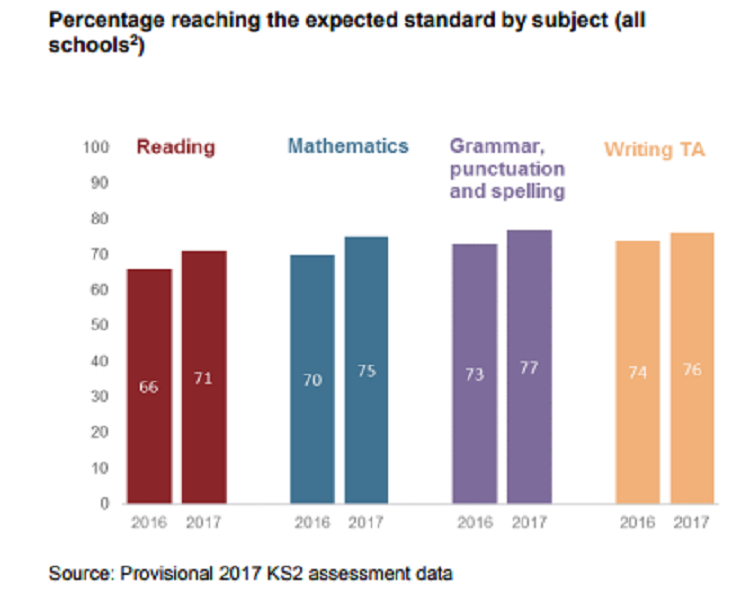 Percentage reaching the expected standard by subject (all
schools²)
100
Reading
Mathematics
Grammar,
punctuation
and spelling
Writing TA
90
80
70
60
50
40
30
20
10
0
66
71
70
75
73
77
74
76
2016 2017 2016 2017 2016 2017 2016 2017
Source: Provisional 2017 KS2 assessment data